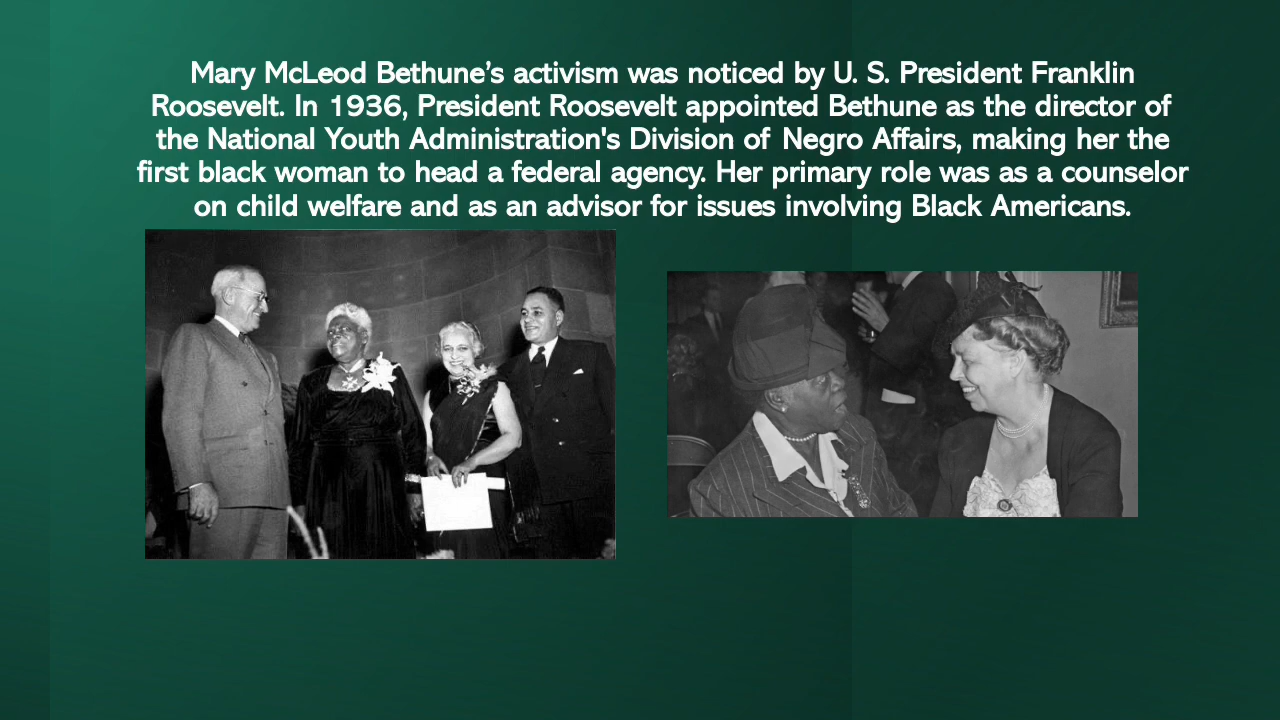 Mary McLeod Bethune’s activism was noticed by U. S. President Franklin
Roosevelt. In 1936, President Roosevelt appointed Bethune as the director of
the National Youth Administration's Division of Negro Affairs, making her the
first black woman to head a federal agency. Her primary role was as a counselor
on child welfare and as an advisor for issues involving Black Americans.